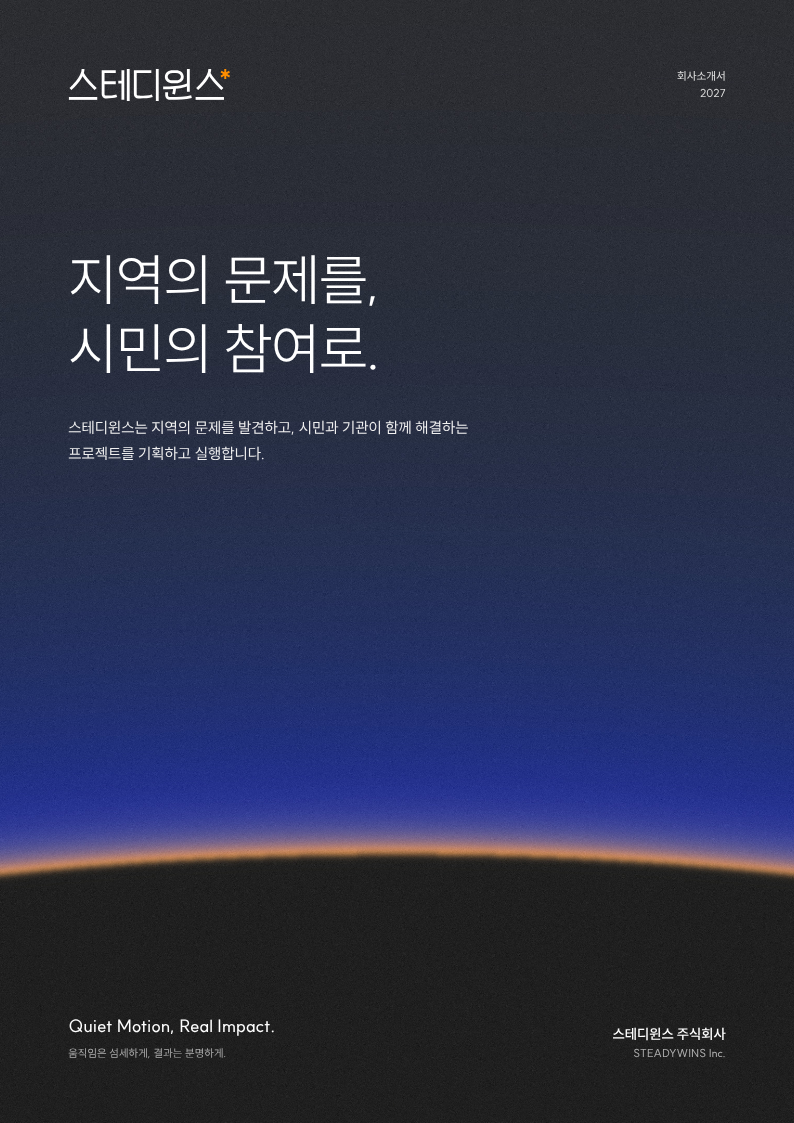 스테디윈스*
회사소개서
2027
지역의 문제를,
시민의 참여로.
스테디윈스는 지역의 문제를 발견하고, 시민과 기관이 함께 해결하는
프로젝트를 기획하고 실행합니다.
Quiet Motion, Real Impact.
움직임은 섬세하게, 결과는 분명하게.
스테디윈스 주식회사
STEADYWINS Inc.